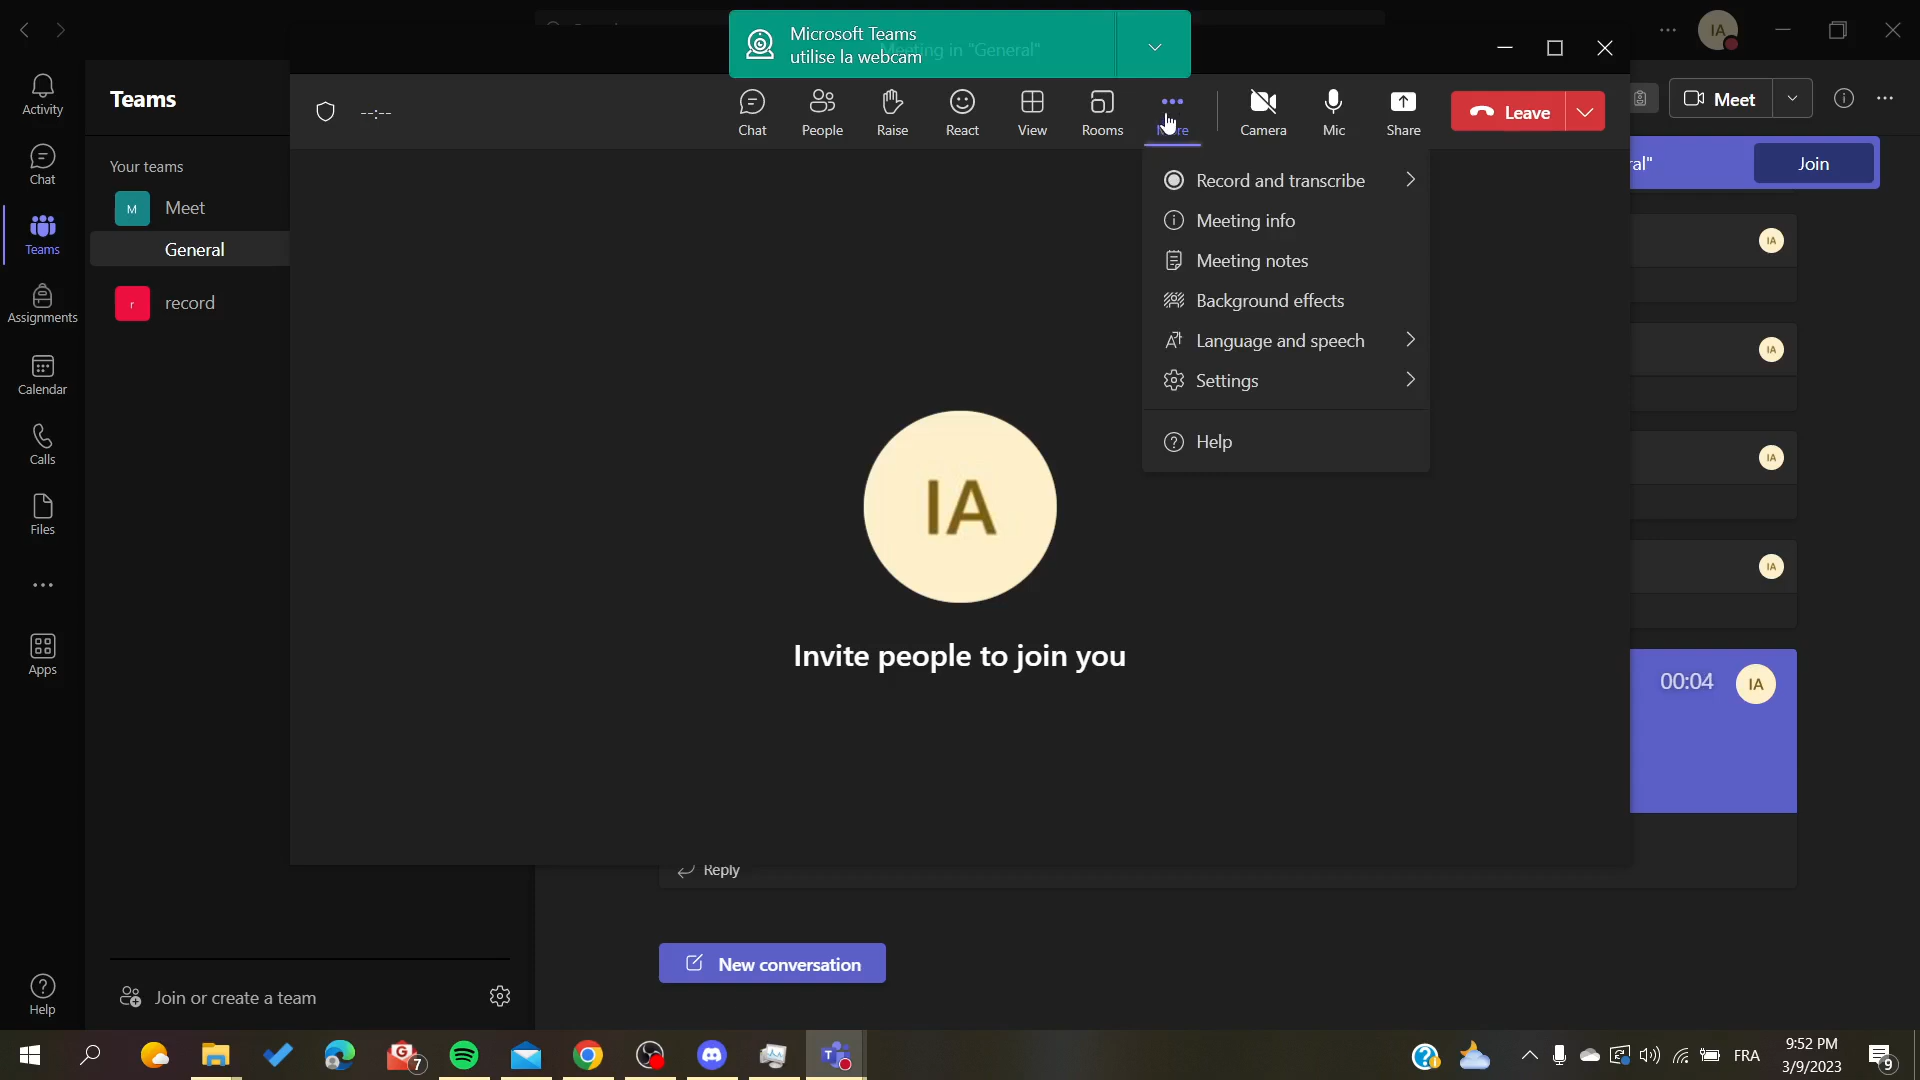 Microsoft Teams
utilise la webcam
Meeting in "General"
IA
Activity
Chat
Teams
Assignments
Calendar
Calls
Files
Apps
Help
Teams
Your teams
M Meet
General
r record
Join or create a team
--:--
Chat
People
Raise
React
View
Rooms
More
Camera
Mic
Share
Leave
Meet
Record and transcribe
Meeting info
Meeting notes
Background effects
Language and speech
Settings
Help
IA
Invite people to join you
ral"
Join
IA
IA
IA
IA
00:04 IA
Reply
New conversation
G
7
T
FRA
9:52 PM
3/9/2023
9